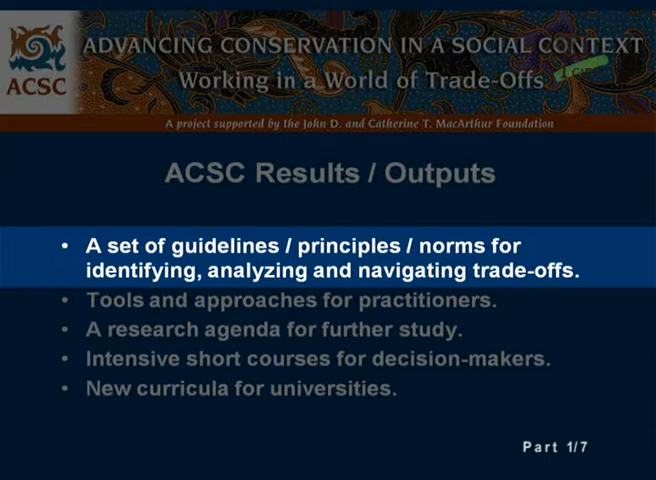 ADVANCING CONSERVATION IN A SOCIAL CONTEXT
Working in a World of Trade-Offs
ACSC
A project supported by the John D. and Catherine T. MacArthur Foundation
ACSC Results / Outputs
• A set of guidelines / principles / norms for
identifying, analyzing and navigating trade-offs.
• Tools and approaches for practitioners.
• A research agenda for further study.
• Intensive short courses for decision-makers.
• New curricula for universities.
Part 1/7